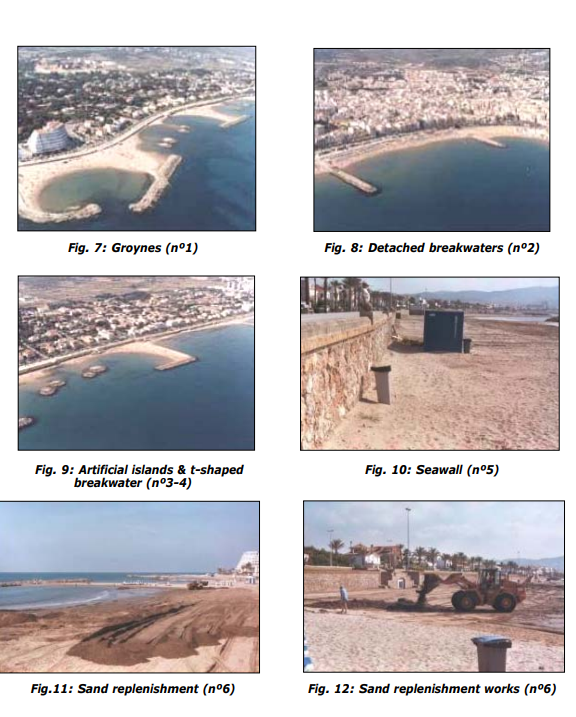 Fig. 7: Groynes (nº1)
Fig. 8: Detached breakwaters (nº2)
Fig. 9: Artificial islands & t-shaped
breakwater (nº3-4)
Fig. 10: Seawall (nº5)
Fig.11: Sand replenishment (nº6)
Fig. 12: Sand replenishment works (nº6)